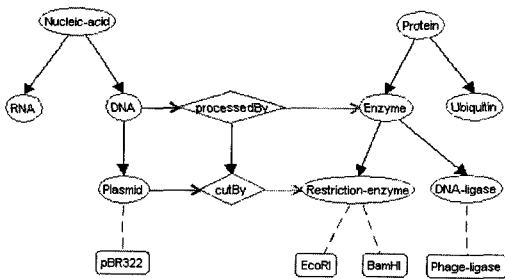 Nucleic-acid
Protein
RNA
DNA
processedBy
Enzyme
Ubiquitin
Plasmid
cutBy
Restriction-enzyme
DNA-ligase
pBR322
EcoRI
BamHI
Phage-ligase